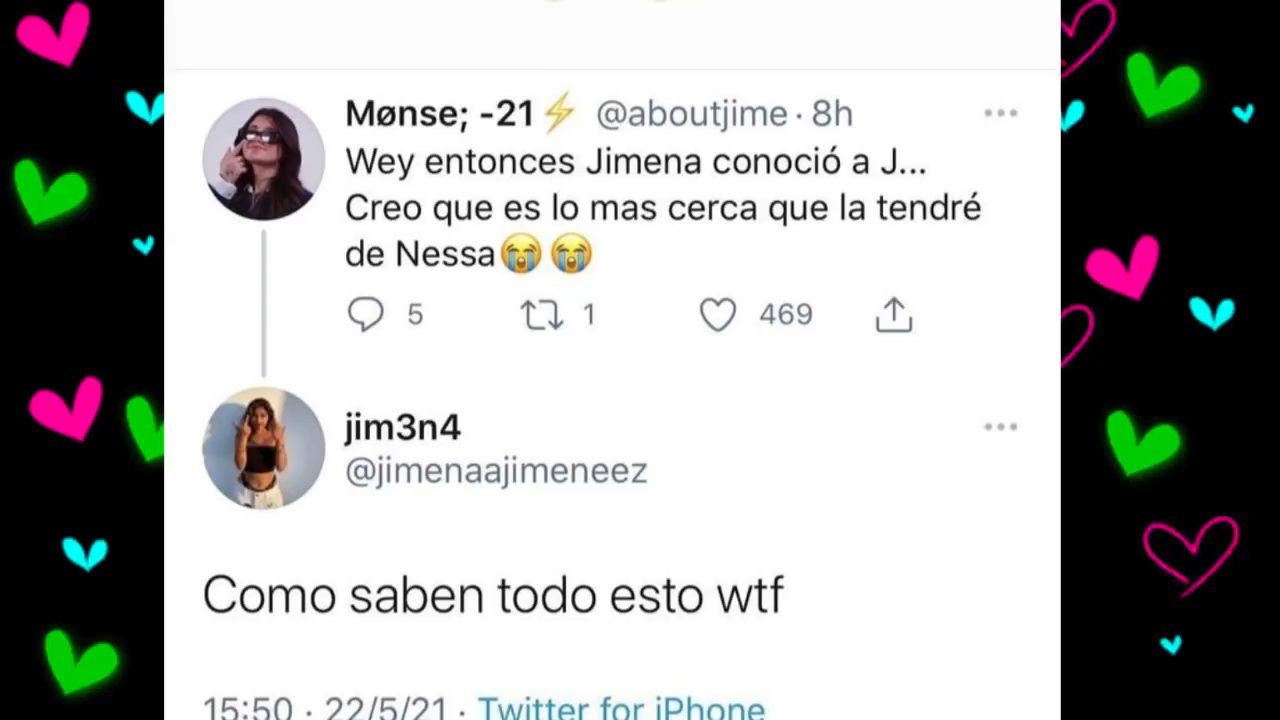 Mønse; -21⚡ @aboutjime · 8h
Wey entonces Jimena conoció a J...
Creo que es lo mas cerca que la tendré
de Nessa😭😭
5 1 469
jim3n4
@jimenaajimeneez
Como saben todo esto wtf
15:50 · 22/5/21 · Twitter for iPhone